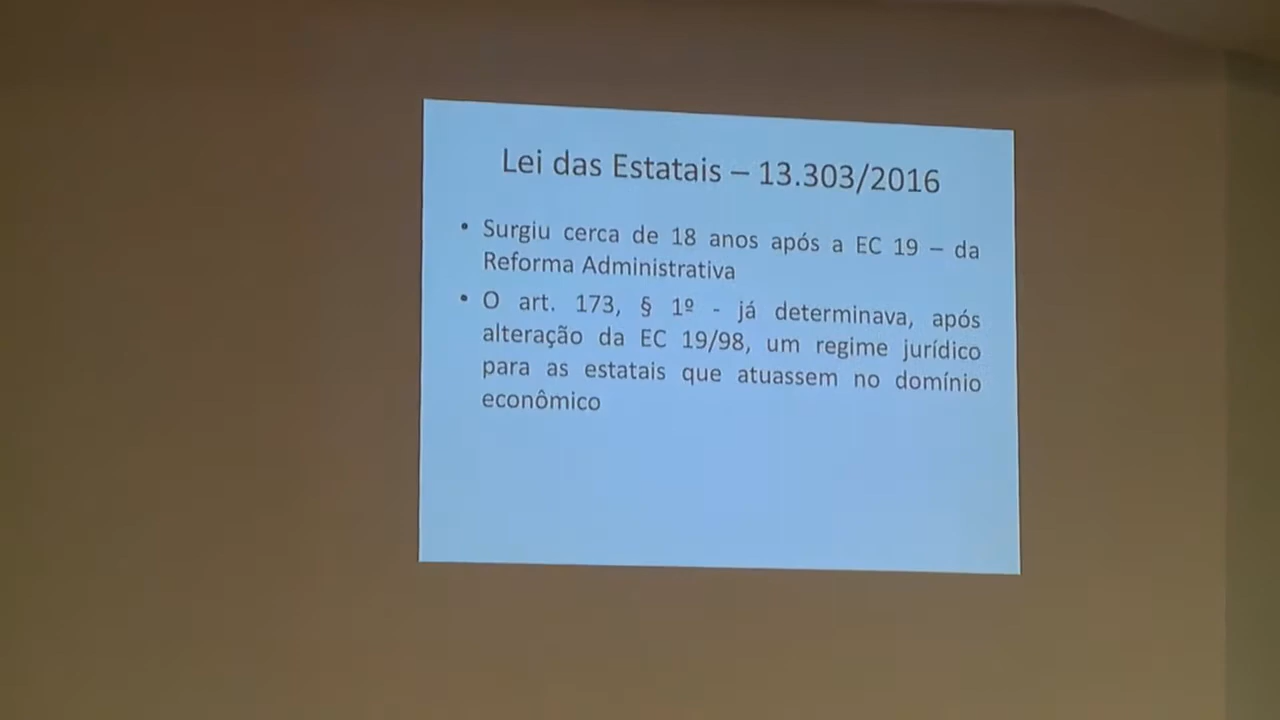 Lei das Estatais – 13.303/2016
• Surgiu cerca de 18 anos após a EC 19 – da
Reforma Administrativa
• O art. 173, § 1º - já determinava, após
alteração da EC 19/98, um regime jurídico
para as estatais que atuassem no domínio
econômico